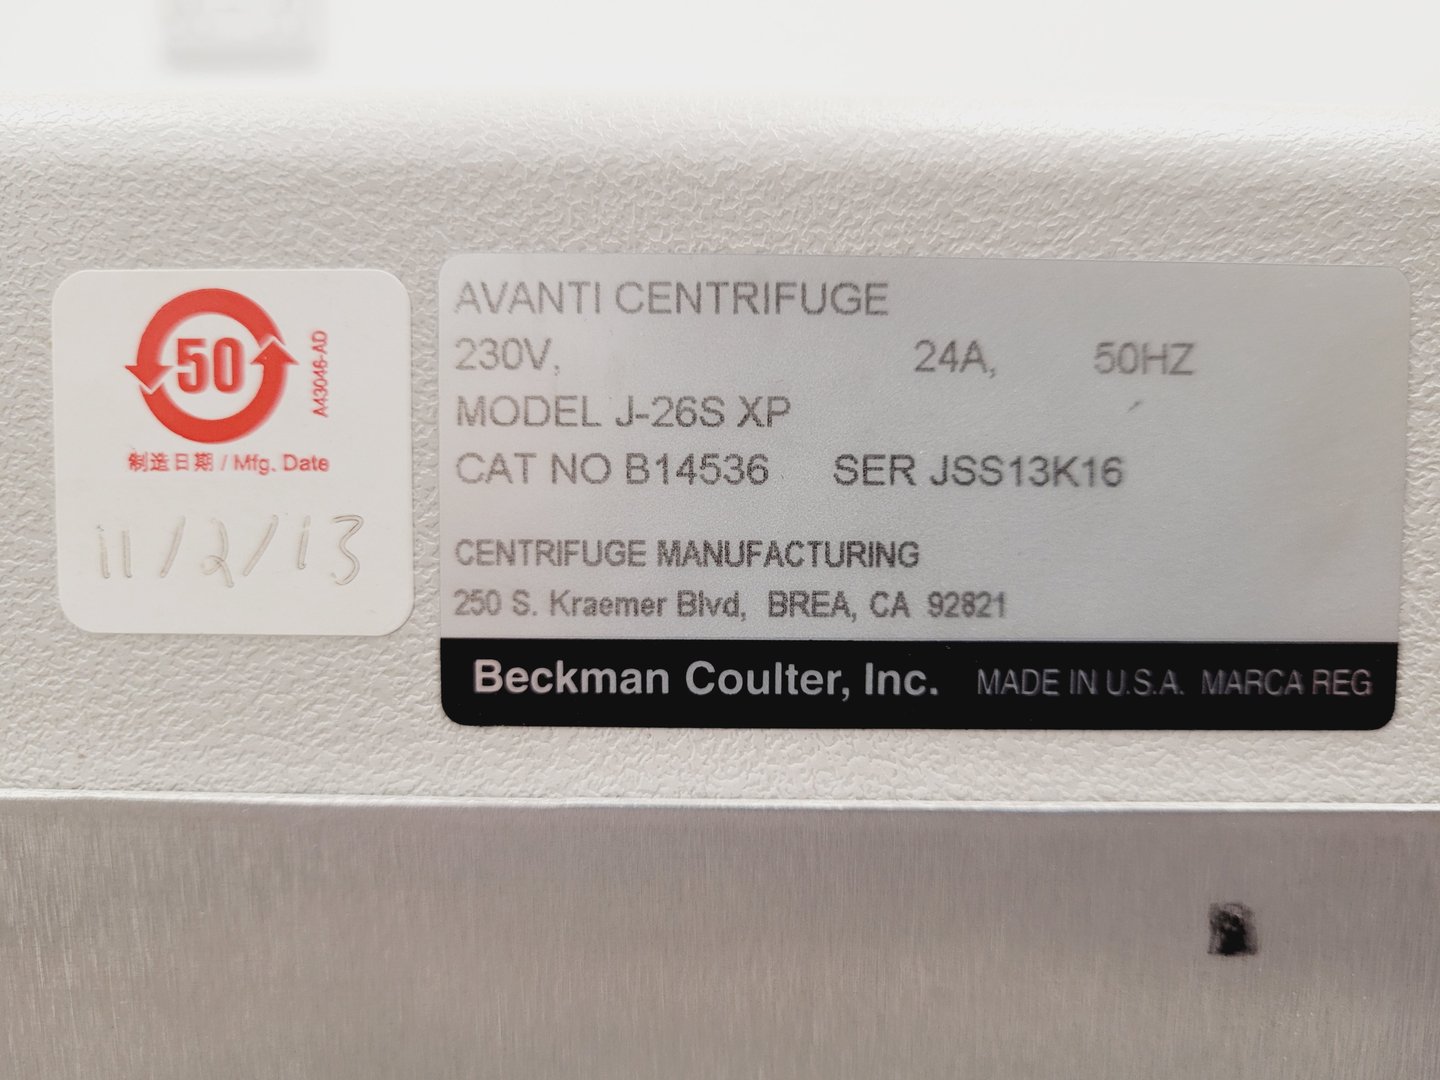 50
A43046-AD
制造日期 / Mfg. Date
11/2/13
AVANTI CENTRIFUGE
230V, 24A, 50HZ
MODEL J-26S XP
CAT NO B14536 SER JSS13K16
CENTRIFUGE MANUFACTURING
250 S. Kraemer Blvd, BREA, CA 92821
Beckman Coulter, Inc. MADE IN U.S.A. MARCA REG